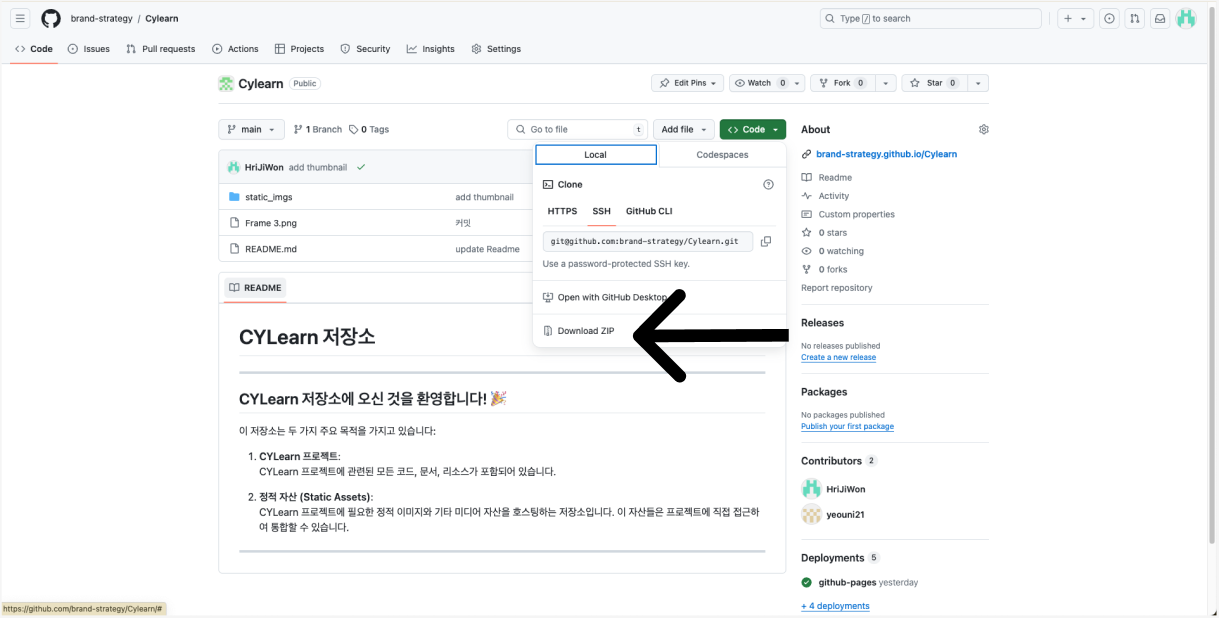 brand-strategy / Cylearn
Type / to search
Code
Issues
Pull requests
Actions
Projects
Security
Insights
Settings
Cylearn Public
Edit Pins
Watch 0
Fork 0
Star 0
main
1 Branch
0 Tags
Go to file t
Add file
Code
HriJiWon add thumbnail
static_imgs add thumbnail
Frame 3.png 커밋
README.md update Readme
Local
Codespaces
Clone
HTTPS
SSH
GitHub CLI
git@github.com:brand-strategy/Cylearn.git
Use a password-protected SSH key.
Open with GitHub Desktop
Download ZIP
README
CYLearn 저장소
CYLearn 저장소에 오신 것을 환영합니다! 🎉
이 저장소는 두 가지 주요 목적을 가지고 있습니다:
1. CYLearn 프로젝트:
CYLearn 프로젝트에 관련된 모든 코드, 문서, 리소스가 포함되어 있습니다.
2. 정적 자산 (Static Assets):
CYLearn 프로젝트에 필요한 정적 이미지와 기타 미디어 자산을 호스팅하는 저장소입니다. 이 자산들은 프로젝트에 직접 접근하
여 통합할 수 있습니다.
About
brand-strategy.github.io/Cylearn
Readme
Activity
Custom properties
0 stars
0 watching
0 forks
Report repository
Releases
No releases published
Create a new release
Packages
No packages published
Publish your first package
Contributors 2
HriJiWon
yeouni21
Deployments 5
github-pages yesterday
+ 4 deployments
https://github.com/brand-strategy/Cylearn/#